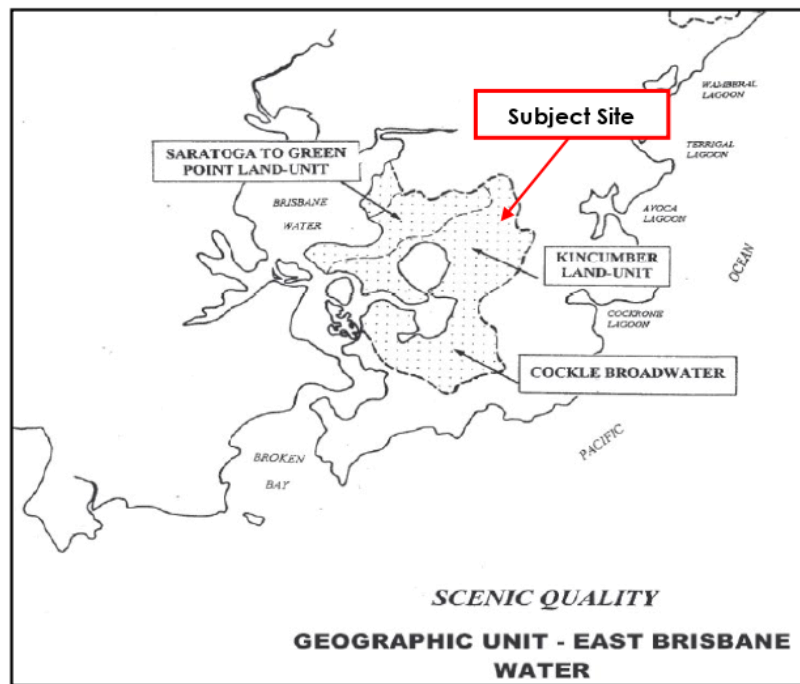 WAMBERAL
LAGOON
Subject Site
TERRIGAL
LAGOON
SARATOGA TO GREEN
POINT LAND-UNIT
BRISBANE
WATER
AVOCA
LAGOON
KINCUMBER
LAND-UNIT
OCEAN
COCKRONE
LAGOON
COCKLE BROADWATER
PACIFIC
BROKEN
BAY
SCENIC QUALITY
GEOGRAPHIC UNIT - EAST BRISBANE
WATER